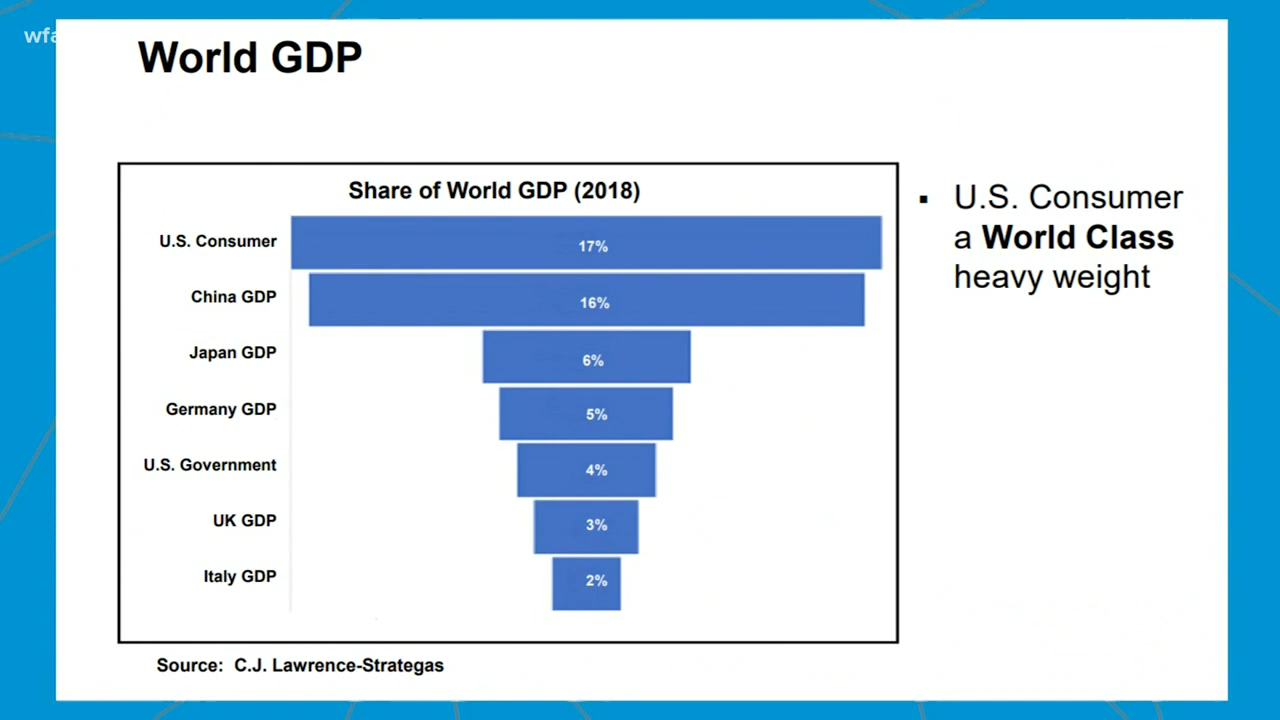 wfa
World GDP
Share of World GDP (2018)
U.S. Consumer 17%
China GDP 16%
Japan GDP 6%
Germany GDP 5%
U.S. Government 4%
UK GDP 3%
Italy GDP 2%
Source: C.J. Lawrence-Strategas
▪ U.S. Consumer
a World Class
heavy weight